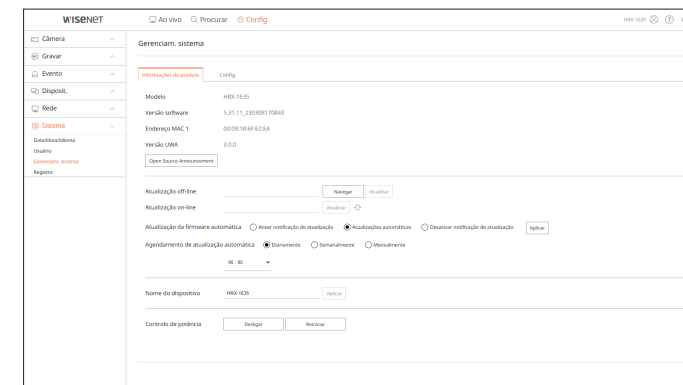 WISENET
Ao vivo Procurar Config
HRX-1635
Câmera
Gravar
Evento
Disposit.
Rede
Sistema
Data/Hora/Idioma
Usuário
Gerenciam. sistema
Registro
Gerenciam. sistema
Informações do produto Config.
Modelo HRX-1635
Versão software 5.31.11_230308170843
Endereço MAC 1 00:09:18:6F:62:EA
Versão UWA 3.0.0
Open Source Announcement
Atualização off-line Navegar Atualizar
Atualização on-line Atualizar
Atualização da firmware automática Ativar notificação de atualização Atualizações automáticas Desativar notificação de atualização Aplicar
Agendamento de atualização automática Diariamente Semanalmente Mensalmente
00 : 00
Nome do dispositivo HRX-1635 Aplicar
Controlo de potência Desligar Reiniciar